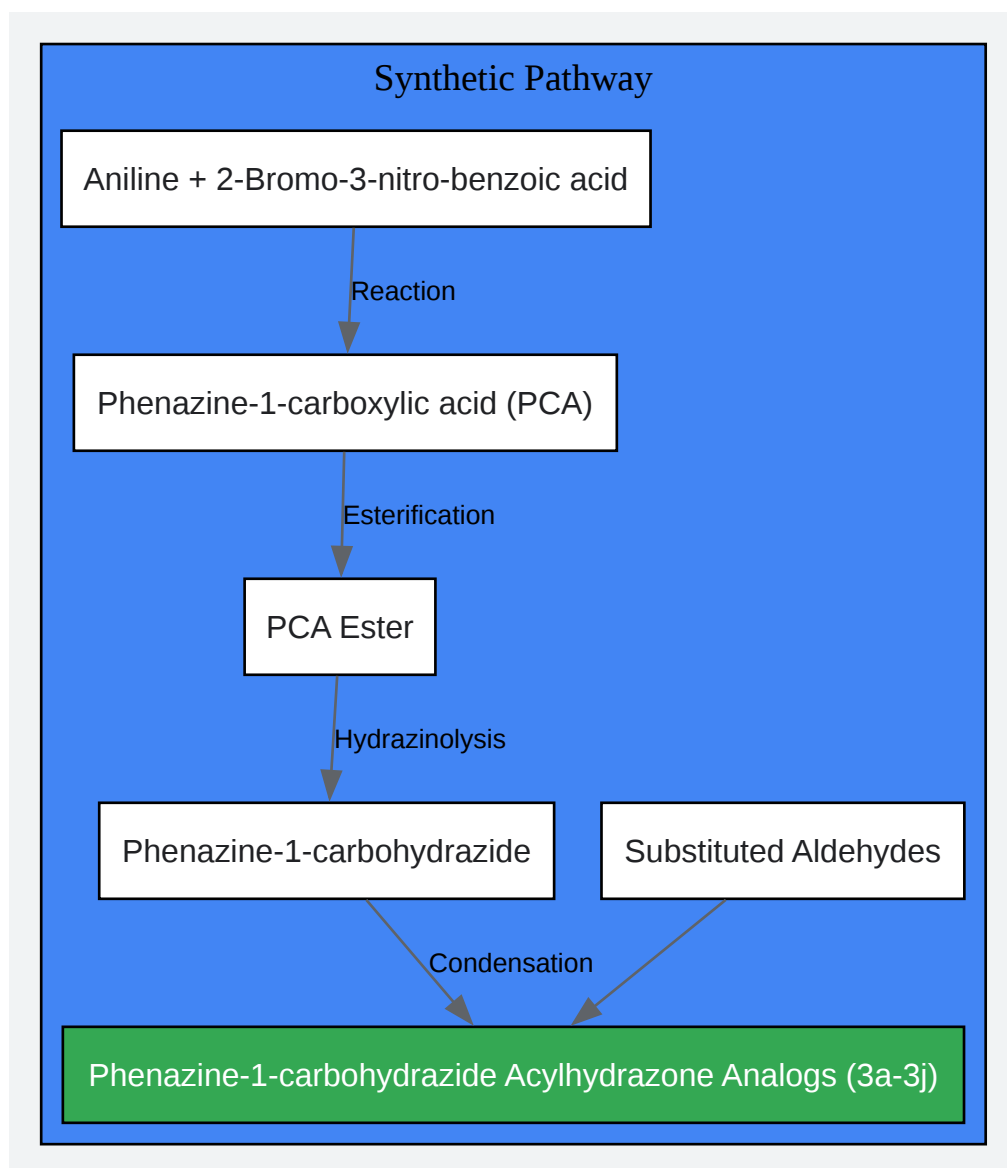 Synthetic Pathway
Aniline + 2-Bromo-3-nitro-benzoic acid
Reaction
Phenazine-1-carboxylic acid (PCA)
Esterification
PCA Ester
Hydrazinolysis
Phenazine-1-carbohydrazide
Substituted Aldehydes
Condensation
Phenazine-1-carbohydrazide Acylhydrazone Analogs (3a-3j)